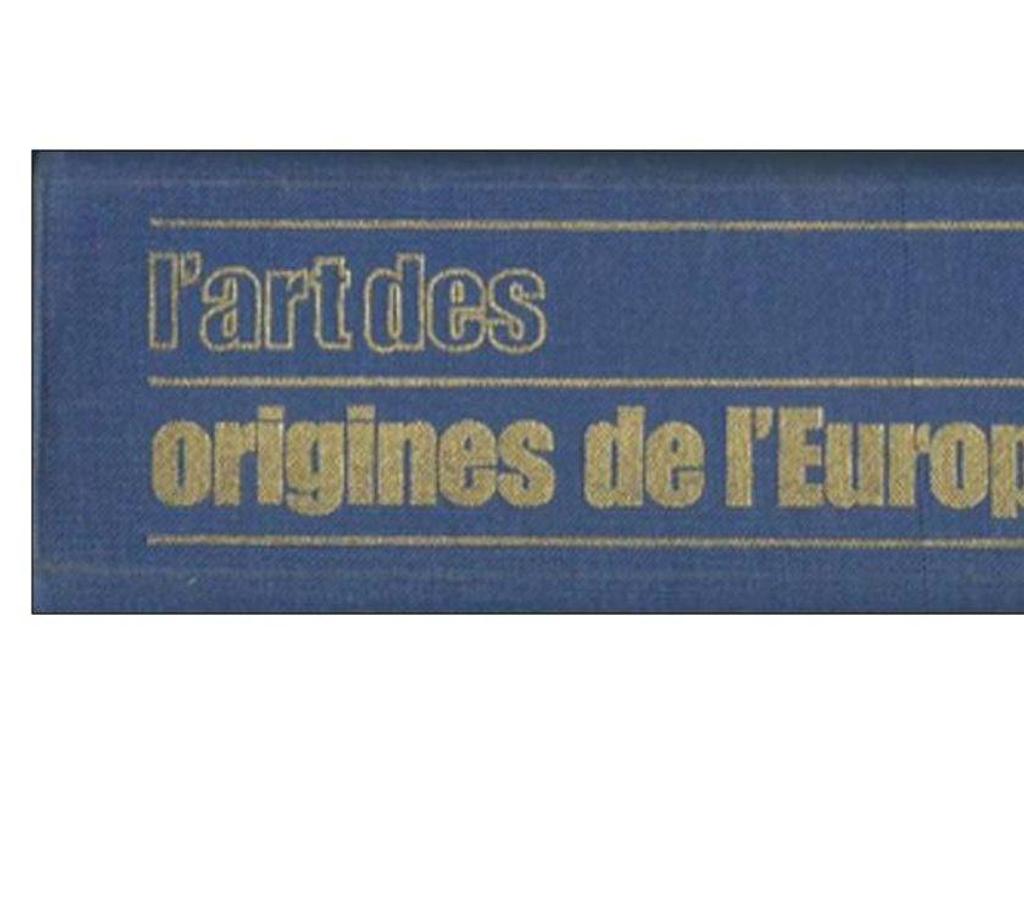 l'art des
origines de l'Europ